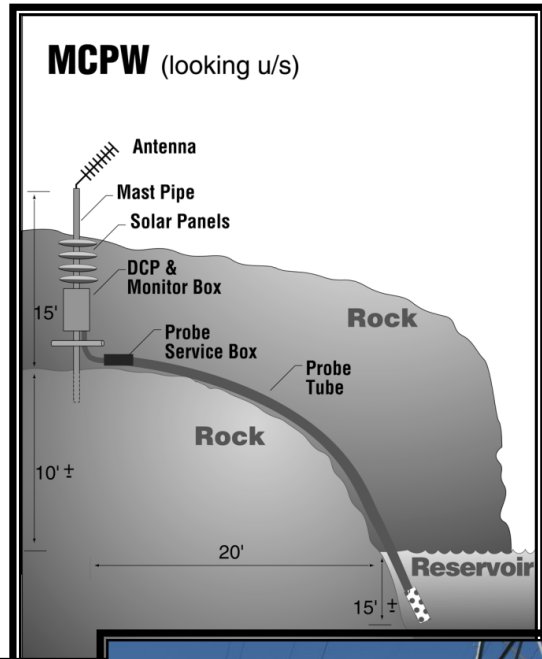 MCPW (looking u/s)
Antenna
Mast Pipe
Solar Panels
DCP &
Monitor Box
15'
Rock
Probe
Service Box
Probe
Tube
Rock
10' ±
20'
Reservoir
15' ±